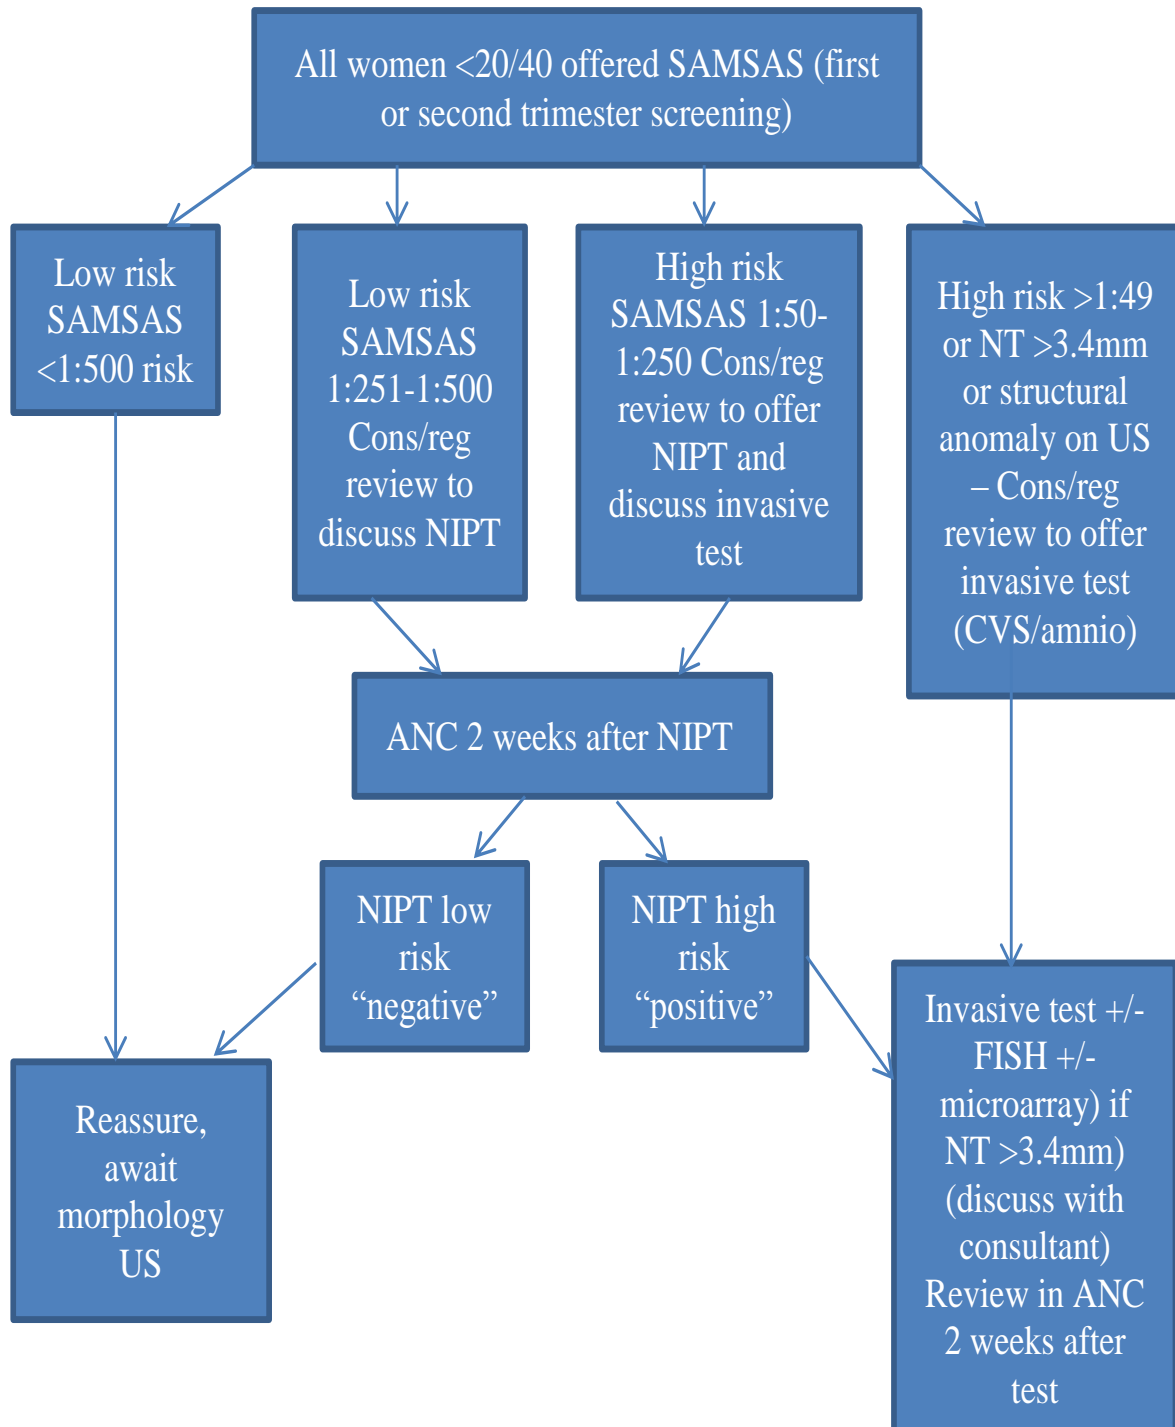 All women <20/40 offered SAMSAS (first
or second trimester screening)
Low risk
SAMSAS
<1:500 risk
Low risk
SAMSAS
1:251-1:500
Cons/reg
review to
discuss NIPT
High risk
SAMSAS 1:50-
1:250 Cons/reg
review to offer
NIPT and
discuss invasive
test
High risk >1:49
or NT >3.4mm
or structural
anomaly on US
– Cons/reg
review to offer
invasive test
(CVS/amnio)
ANC 2 weeks after NIPT
NIPT low
risk
“negative”
NIPT high
risk
“positive”
Reassure,
await
morphology
US
Invasive test +/-
FISH +/-
microarray) if
NT >3.4mm)
(discuss with
consultant)
Review in ANC
2 weeks after
test